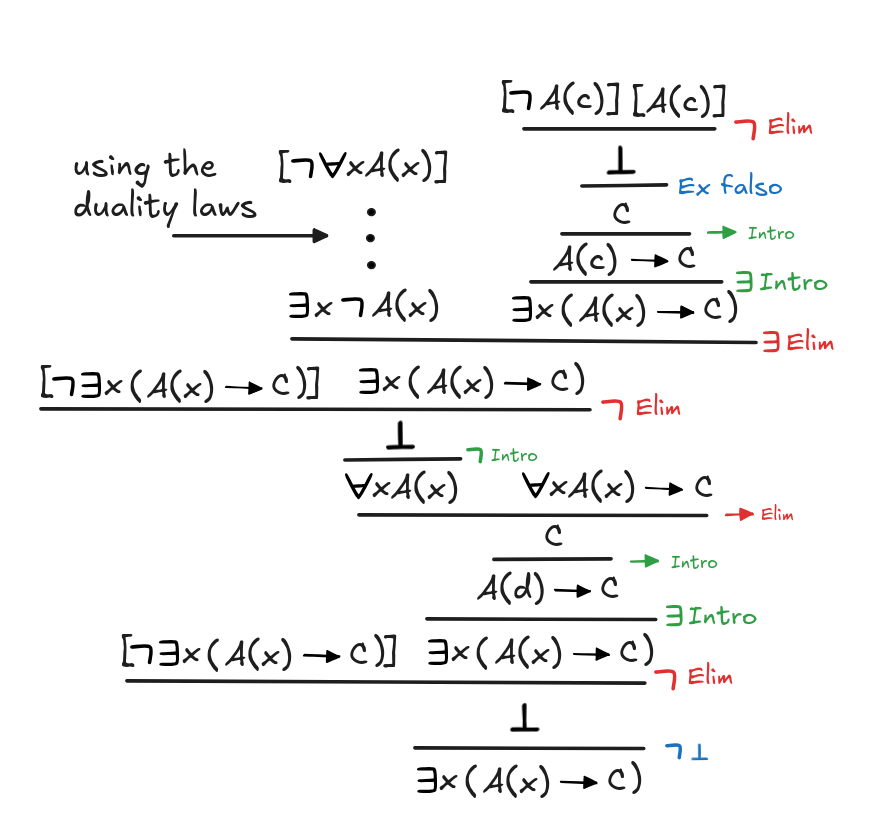 [¬A(c)] [A(c)]
¬ Elim
using the
duality laws
[¬∀xA(x)]
⊥
Ex falso
C
→ Intro
A(c) → C
∃ Intro
∃x¬A(x)
∃x(A(x) → C)
∃ Elim
[¬∃x(A(x) → C)] ∃x(A(x) → C)
¬ Elim
⊥
¬ Intro
∀xA(x) ∀xA(x) → C
→ Elim
C
→ Intro
A(d) → C
∃ Intro
[¬∃x(A(x) → C)] ∃x(A(x) → C)
¬ Elim
⊥
¬⊥
∃x(A(x) → C)